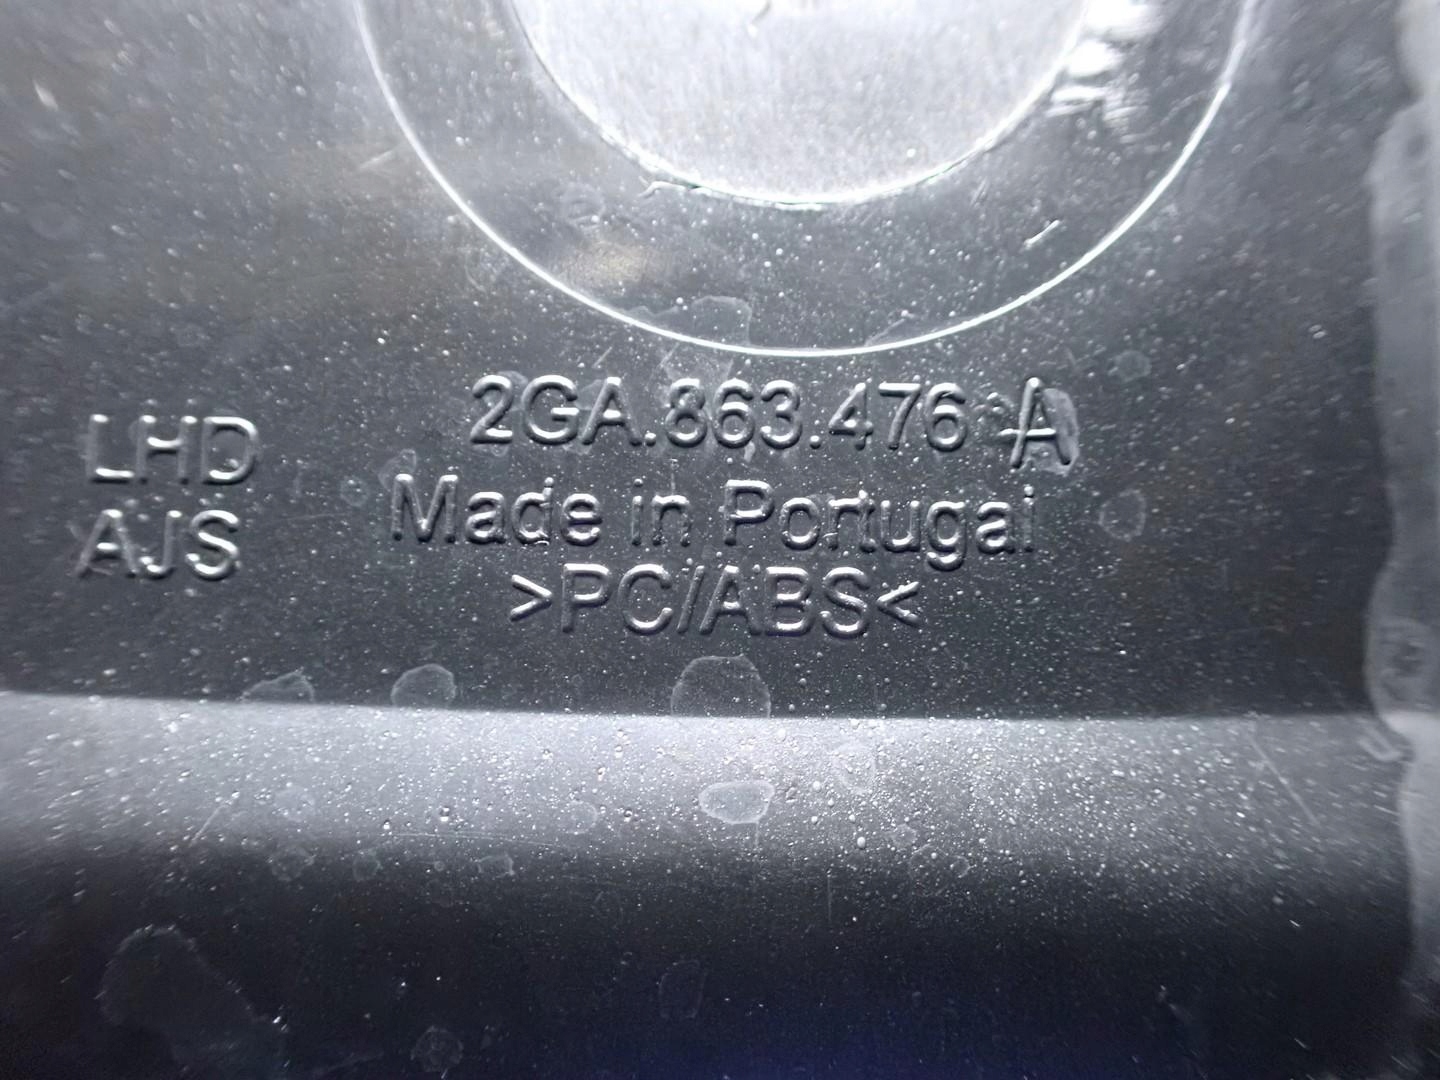 LHD
AJS
2GA.863.476 A
Made in Portugal
>PC/ABS<